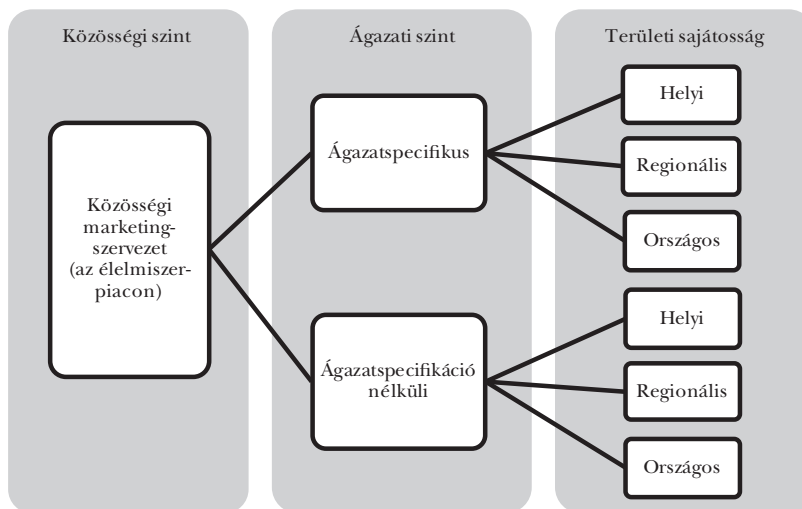 Közösségi szint
Ágazati szint
Területi sajátosság
Közösségi
marketing-
szervezet
(az élelmiszer-
piacon)
Ágazatspecifikus
Helyi
Regionális
Országos
Ágazatspecifikáció
nélküli
Helyi
Regionális
Országos